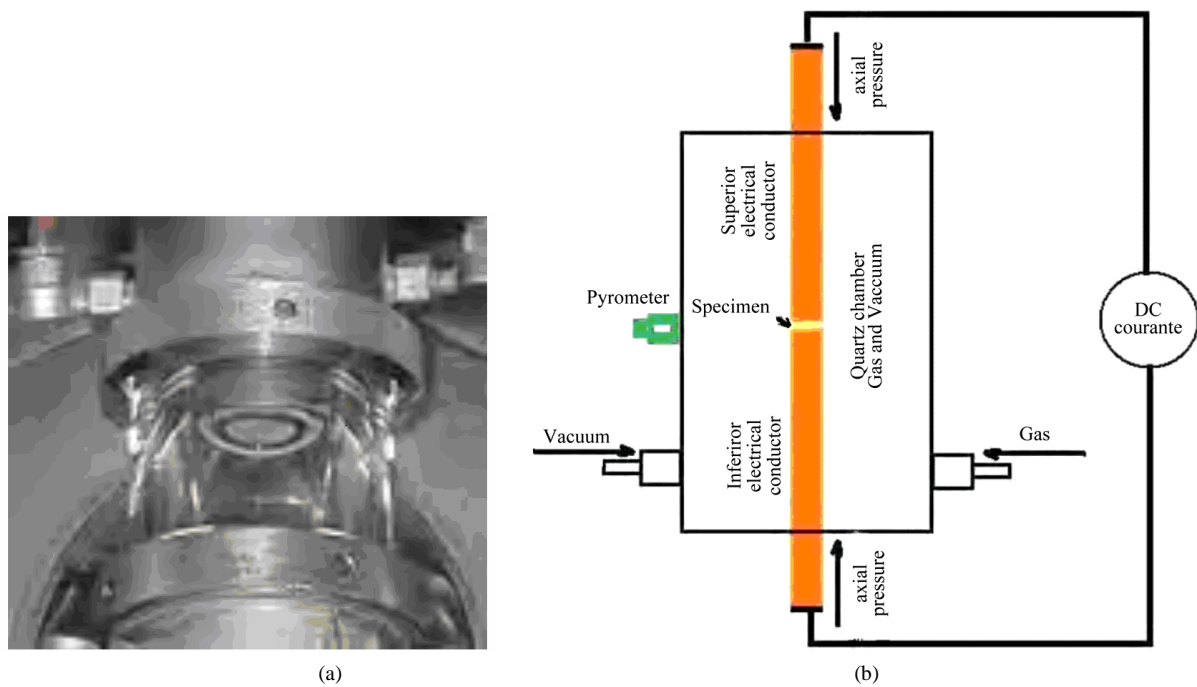 axial
pressure
Superior
electrical
conductor
Quartz chamber
Gas and Vaccuum
Pyrometer
Specimen
DC
courante
Vacuum
Gas
Inferiror
electrical
conductor
axial
pressure
(a)
(b)